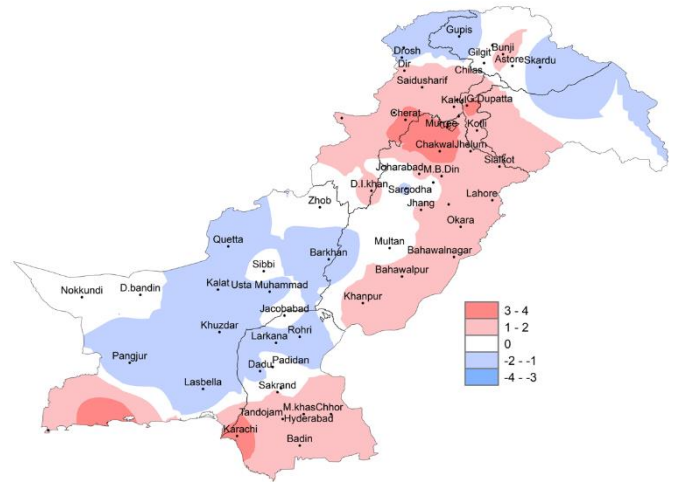 Gupis
Drosh
Gilgit
Bunji
Astore
Skardu
Dir
Chilas
Saidusharif
Kakul
G.Dupatta
Cherat
Murree
Kotli
Chakwal
Jhelum
Sialkot
Joharabad
M.B.Din
D.I.khan
Sargodha
Zhob
Jhang
Lahore
Okara
Quetta
Multan
Barkhan
Bahawalnagar
Sibbi
Bahawalpur
Nokkundi
D.bandin
Kalat
Usta Muhammad
Khanpur
Jacobabad
3 - 4
1 - 2
0
-2 - -1
-4 - -3
Khuzdar
Rohri
Larkana
Pangjur
Dadu
Padidan
Lasbella
Sakrand
Tandojam
M.khas
Chhor
Hyderabad
Karachi
Badin